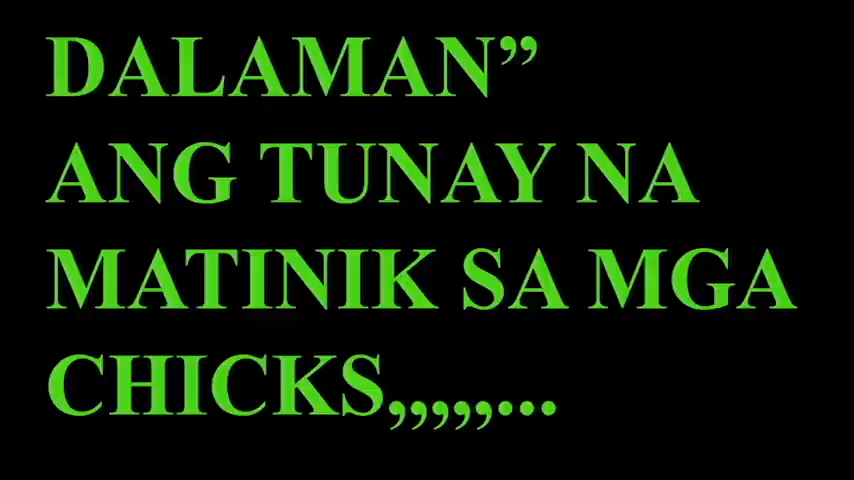 DALAMAN”
ANG TUNAY NA
MATINIK SA MGA
CHICKS,,,,,...